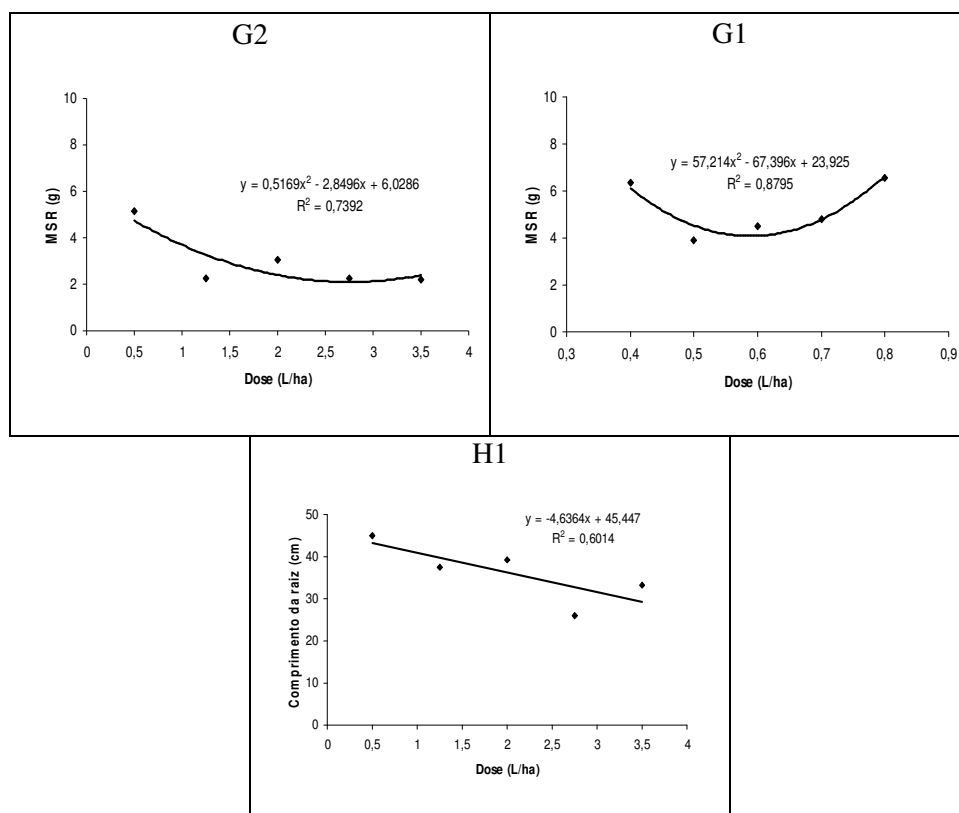 G2
10
8
6
4
2
0
MSR (g)
y = 0,5169x² - 2,8496x + 6,0286
R² = 0,7392
0 0,5 1 1,5 2 2,5 3 3,5 4
Dose (L/ha)
G1
10
8
6
4
2
0
MSR (g)
y = 57,214x² - 67,396x + 23,925
R² = 0,8795
0,3 0,4 0,5 0,6 0,7 0,8 0,9
Dose (L/ha)
H1
50
40
30
20
10
0
Comprimento da raiz (cm)
y = -4,6364x + 45,447
R² = 0,6014
0 0,5 1 1,5 2 2,5 3 3,5 4
Dose (L/ha)